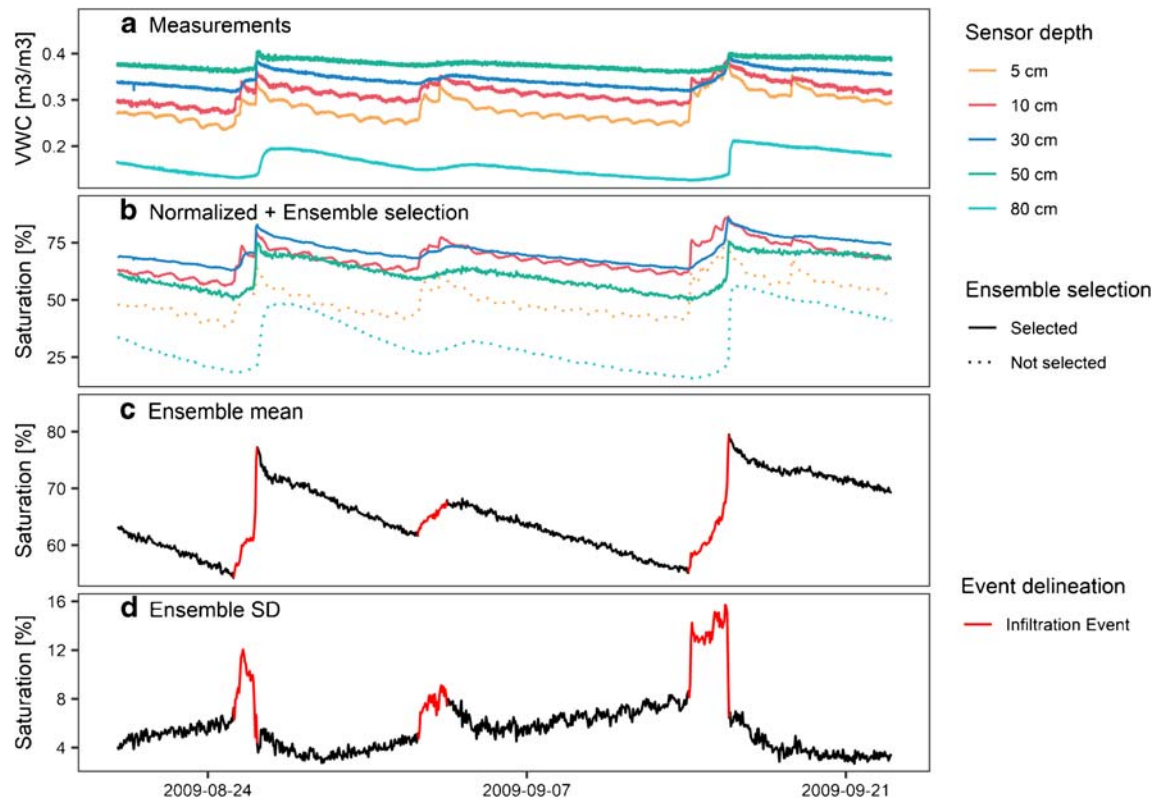 a Measurements
VWC [m3/m3]
0.4
0.3
0.2
b Normalized + Ensemble selection
Saturation [%]
75
50
25
c Ensemble mean
Saturation [%]
80
70
60
d Ensemble SD
Saturation [%]
16
12
8
4
2009-08-24
2009-09-07
2009-09-21
Sensor depth
5 cm
10 cm
30 cm
50 cm
80 cm
Ensemble selection
Selected
Not selected
Event delineation
Infiltration Event